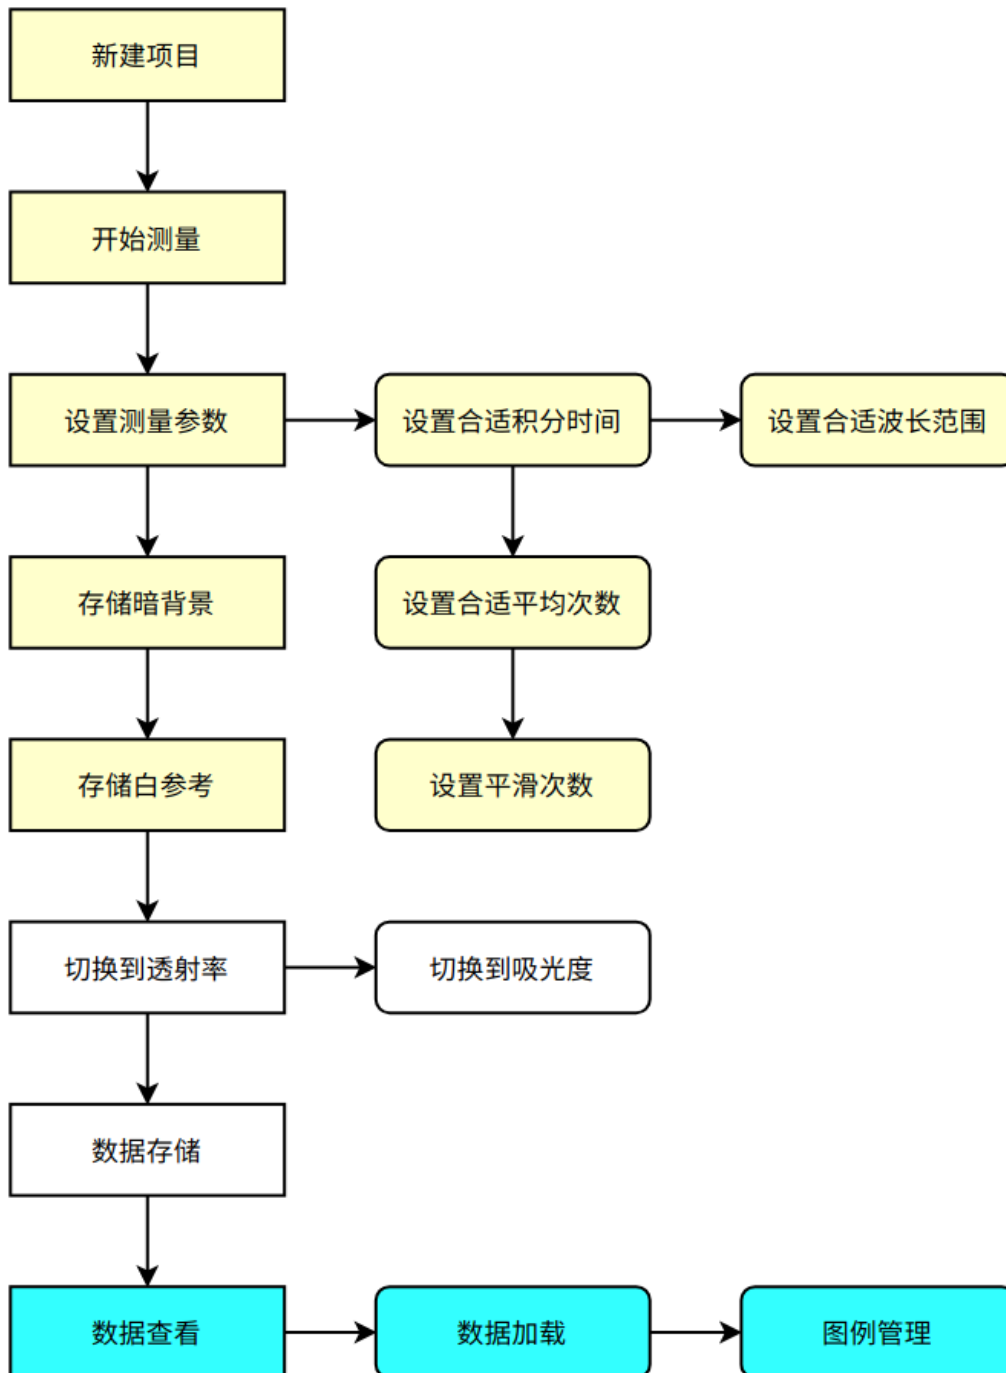 新建项目
开始测量
设置测量参数
设置合适积分时间
设置合适波长范围
存储暗背景
设置合适平均次数
存储白参考
设置平滑次数
切换到透射率
切换到吸光度
数据存储
数据查看
数据加载
图例管理